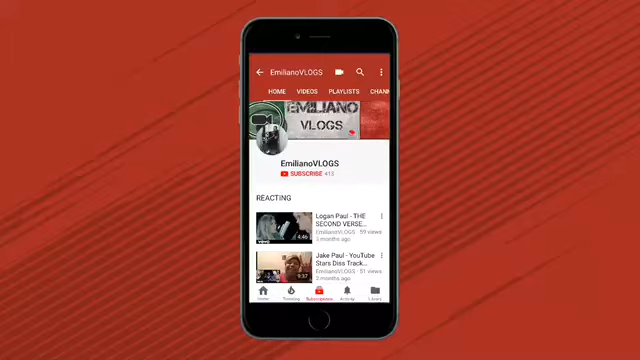 EmilianoVLOGS
HOME VIDEOS PLAYLISTS CHANN
EMILIANO
VLOGS
EmilianoVLOGS
SUBSCRIBE 413
REACTING
Logan Paul - THE
SECOND VERSE...
EmilianoVLOGS · 59 views
3 months ago
4:46
vevo
Jake Paul - YouTube
Stars Diss Track...
EmilianoVLOGS · 51 views
3 months ago
9:37
Home Trending Subscriptions Activity Library